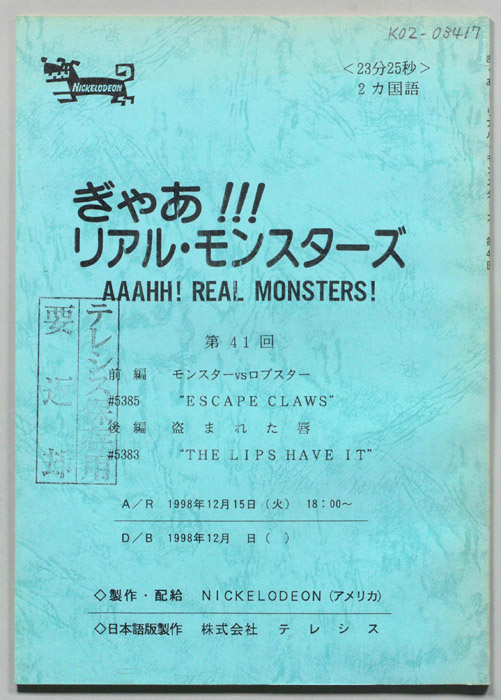 K02-03417
NICKELODEON
<23分25秒>
2カ国語
ぎゃあ!!!
リアル・モンスターズ
AAAHH! REAL MONSTERS!
第41回
前編 モンスターvsロブスター
#5385 "ESCAPE CLAWS"
後編 盗まれた唇
#5383 "THE LIPS HAVE IT"
テレシス
要返却
A/R 1998年12月15日(火) 18:00~
D/B 1998年12月 日( )
◇製作・配給 NICKELODEON(アメリカ)
◇日本語版製作 株式会社 テレシス